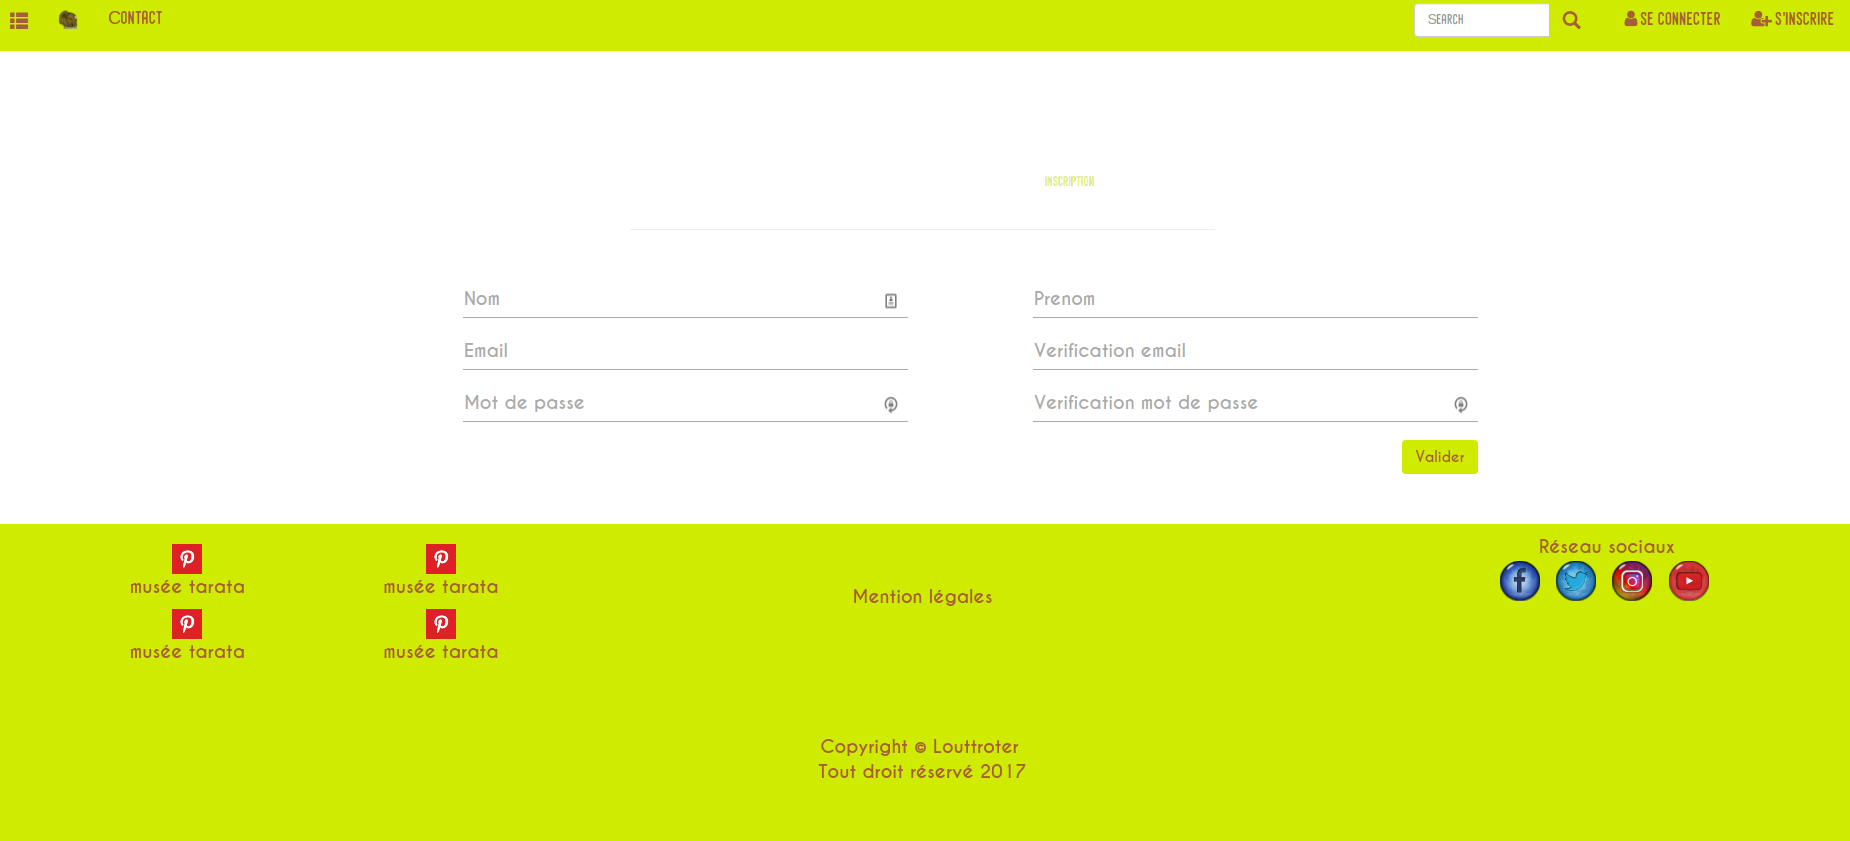 Contact
Search
Se connecter
S'inscrire
Inscription
Nom
Prenom
Email
Verification email
Mot de passe
Verification mot de passe
Valider
musée tarata
musée tarata
musée tarata
musée tarata
Mention légales
Réseau sociaux
Copyright © Louttroter
Tout droit réservé 2017